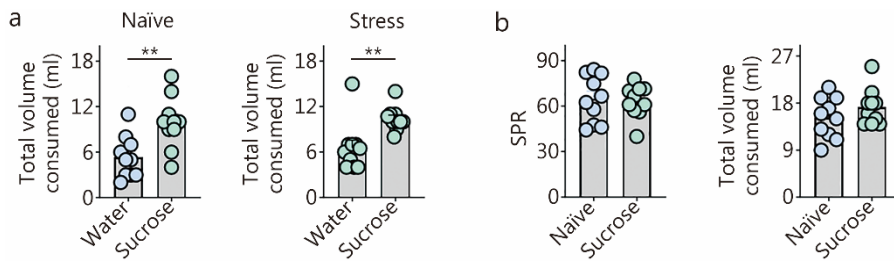 a
Naïve
Stress
b
Total volume
consumed (ml)
18
12
6
0
**
Water
Sucrose
Total volume
consumed (ml)
18
12
6
0
**
Water
Sucrose
SPR
90
60
30
0
Naïve
Sucrose
Total volume
consumed (ml)
27
18
9
0
Naïve
Sucrose